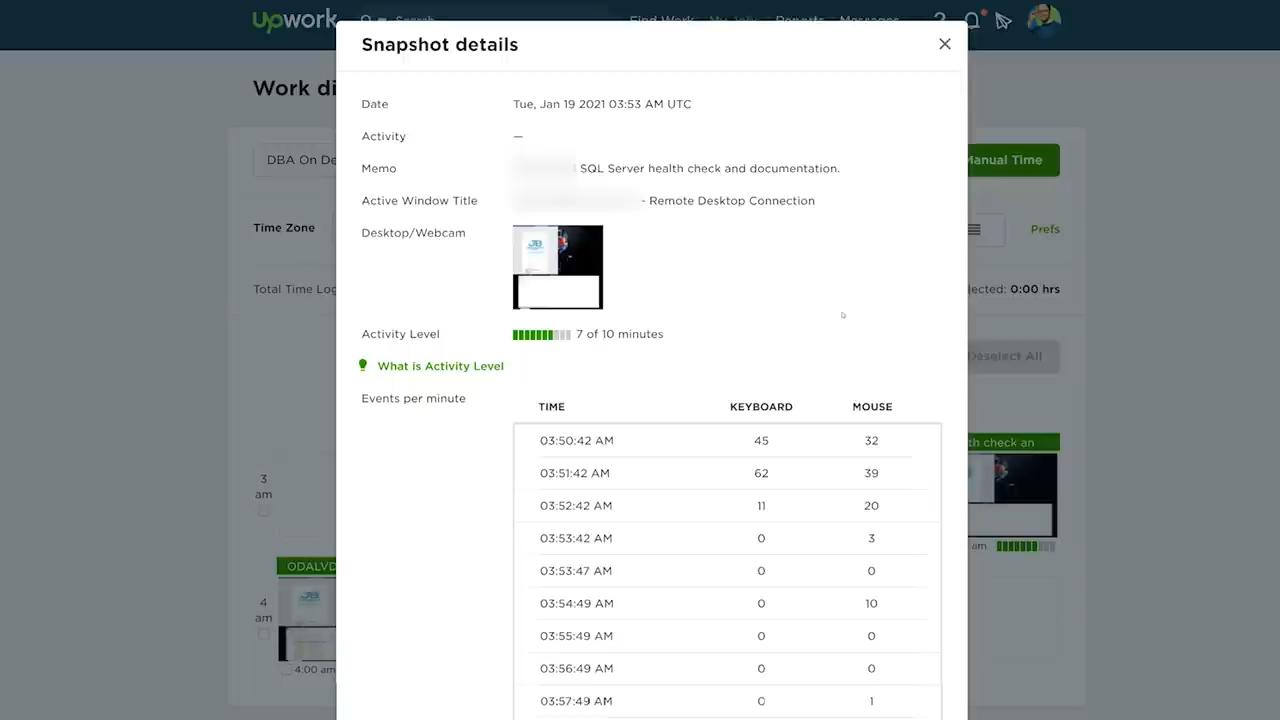 Upwork
Search
Find Work
My Jobs
Reports
Messages
?
Snapshot details
Work di
Date Tue, Jan 19 2021 03:53 AM UTC
Activity —
DBA On De
Manual Time
Memo SQL Server health check and documentation.
Active Window Title - Remote Desktop Connection
Time Zone
Prefs
Desktop/Webcam
JB
Total Time Log
lected: 0:00 hrs
Activity Level 7 of 10 minutes
Deselect All
What is Activity Level
Events per minute
TIME KEYBOARD MOUSE
03:50:42 AM 45 32
03:51:42 AM 62 39
03:52:42 AM 11 20
03:53:42 AM 0 3
03:53:47 AM 0 0
03:54:49 AM 0 10
03:55:49 AM 0 0
03:56:49 AM 0 0
03:57:49 AM 0 1
th check an
3
am
am
ODALVD
4
am
4:00 am